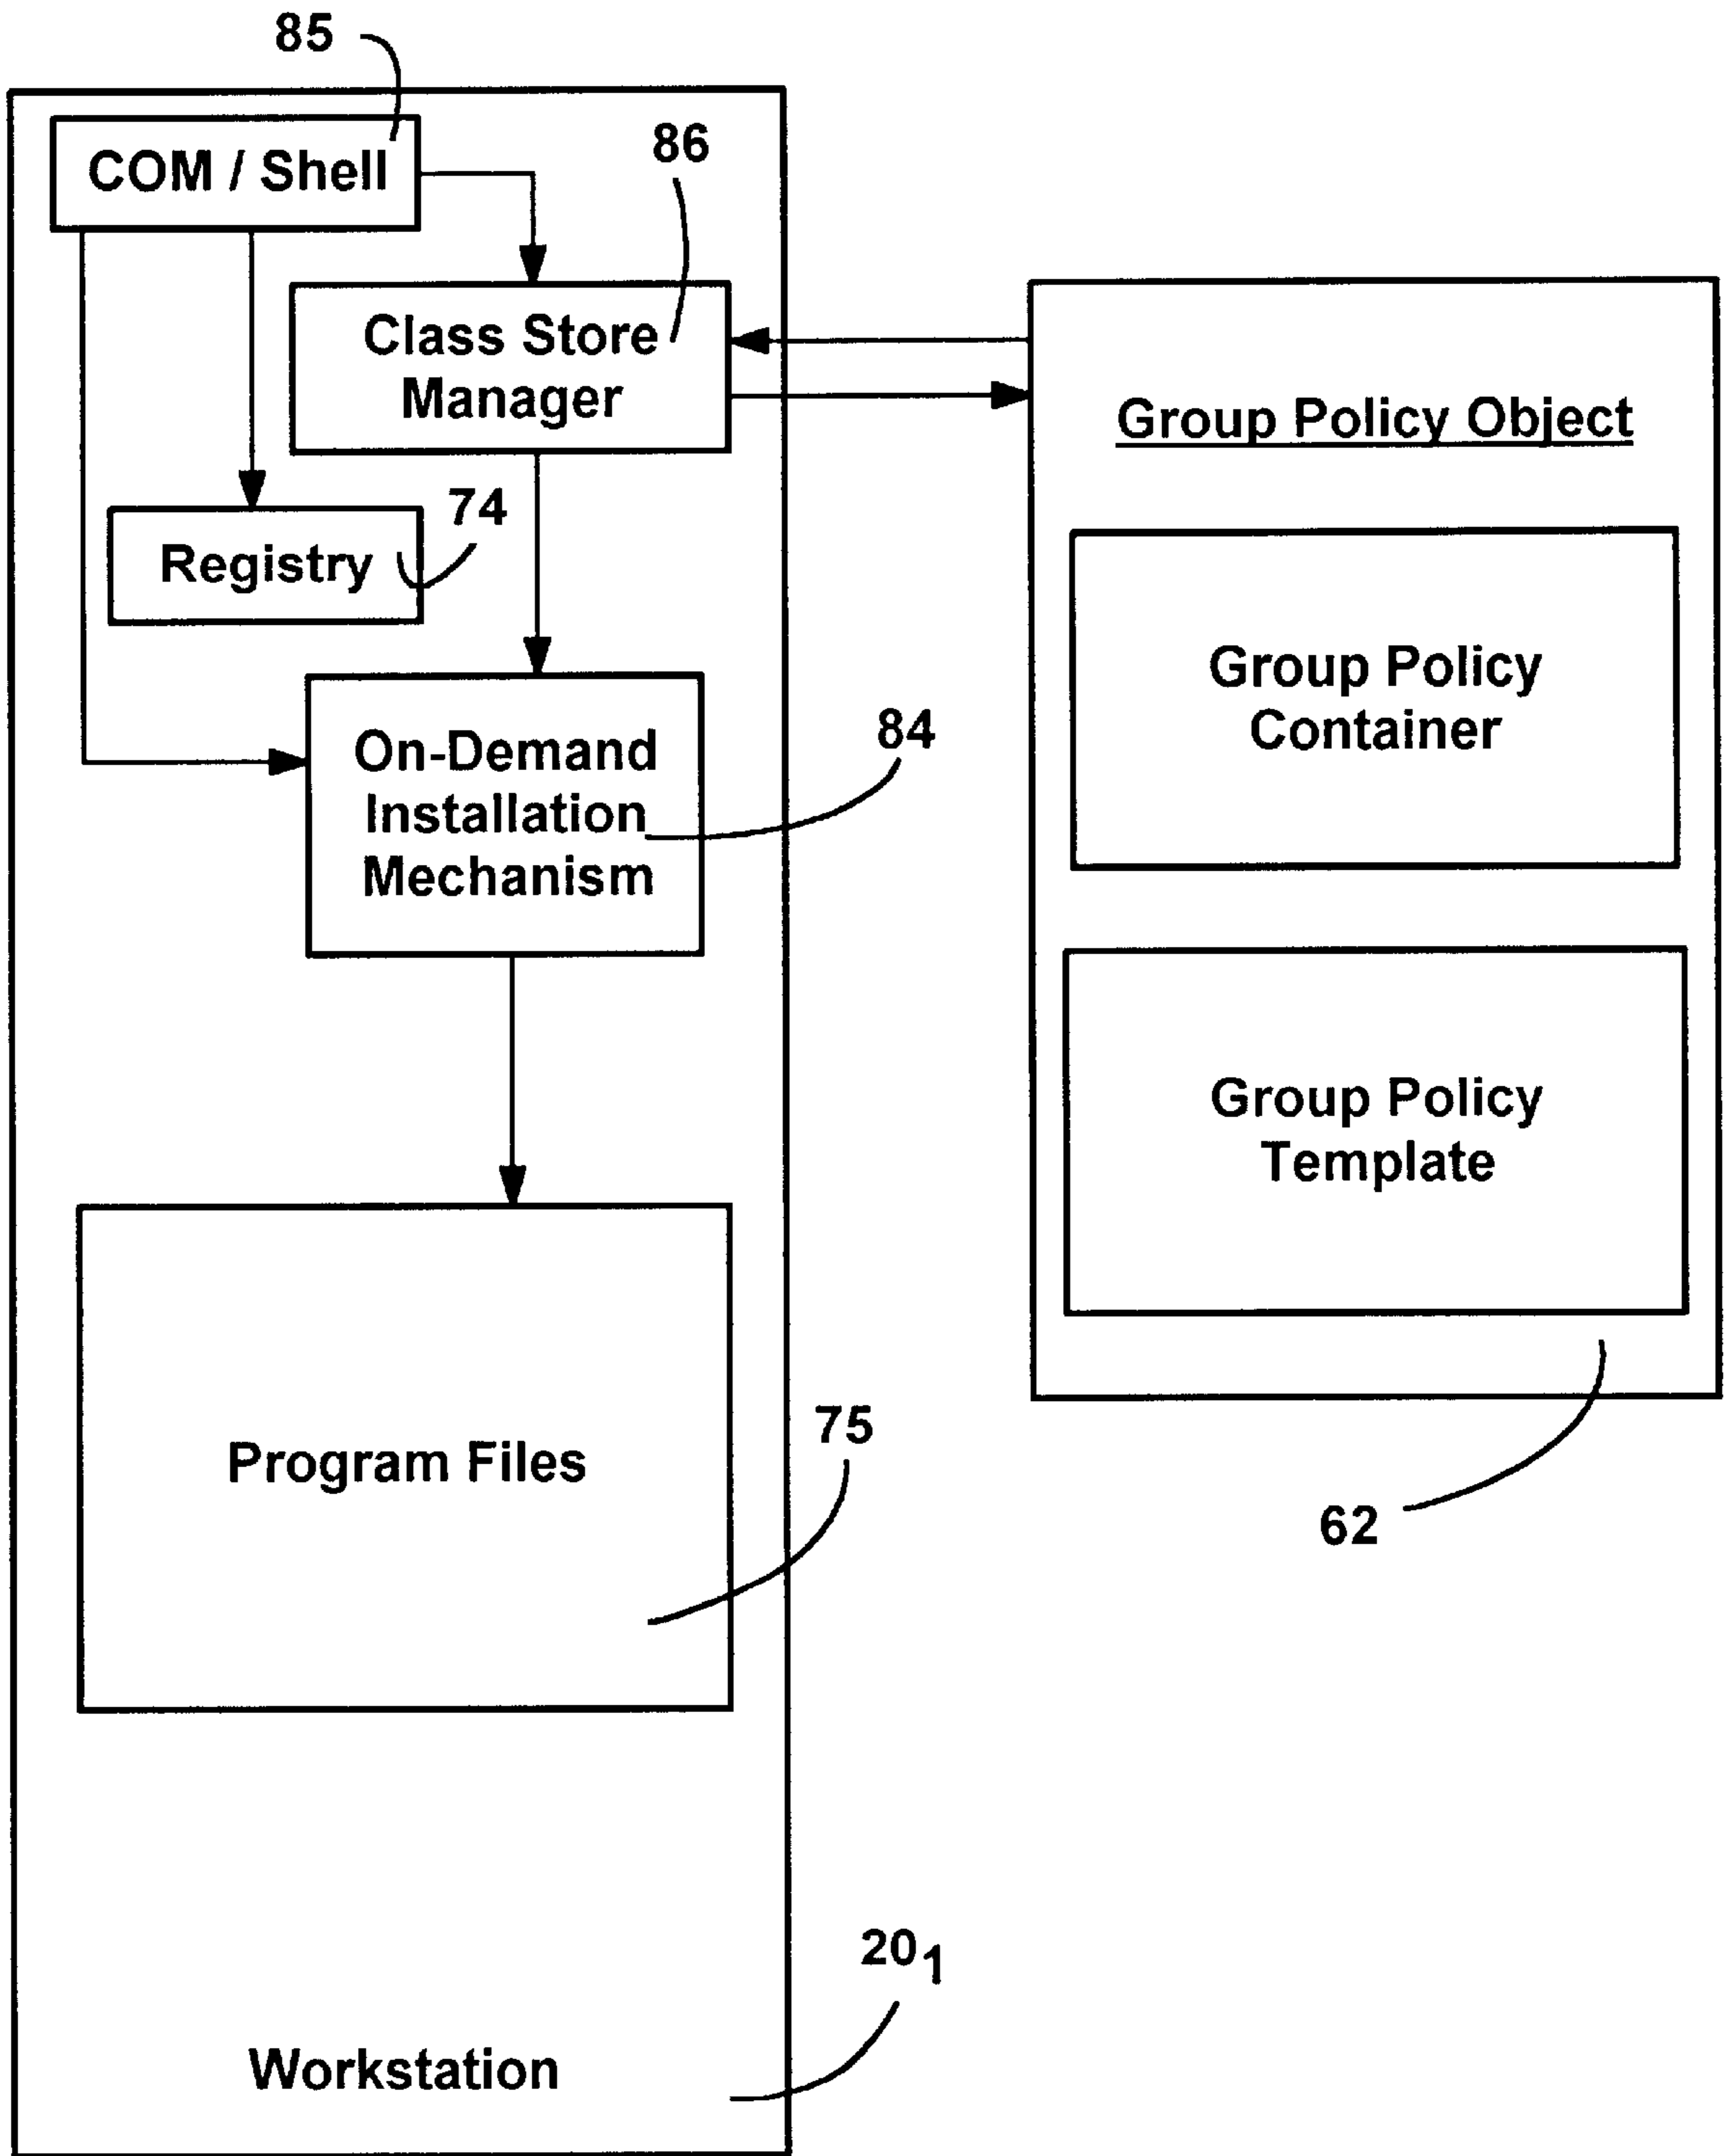 85
COM / Shell
86
Class Store
Manager
Group Policy Object
74
Registry
Group Policy
Container
84
On-Demand
Installation
Mechanism
Group Policy
Template
75
Program Files
62
20₁
Workstation